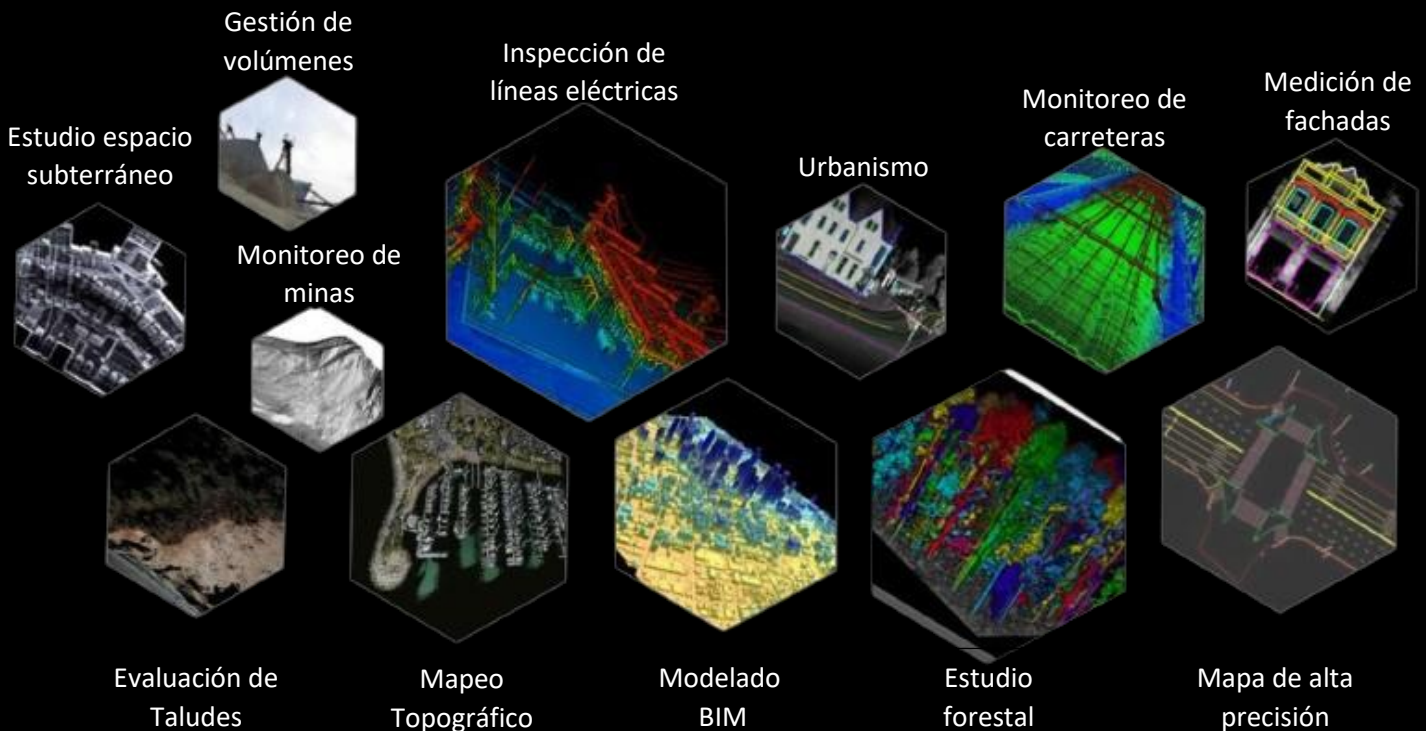 Gestión de
volúmenes
Inspección de
líneas eléctricas
Medición de
fachadas
Monitoreo de
carreteras
Estudio espacio
subterráneo
Urbanismo
Monitoreo de
minas
Evaluación de
Taludes
Mapeo
Topográfico
Modelado
BIM
Estudio
forestal
Mapa de alta
precisión